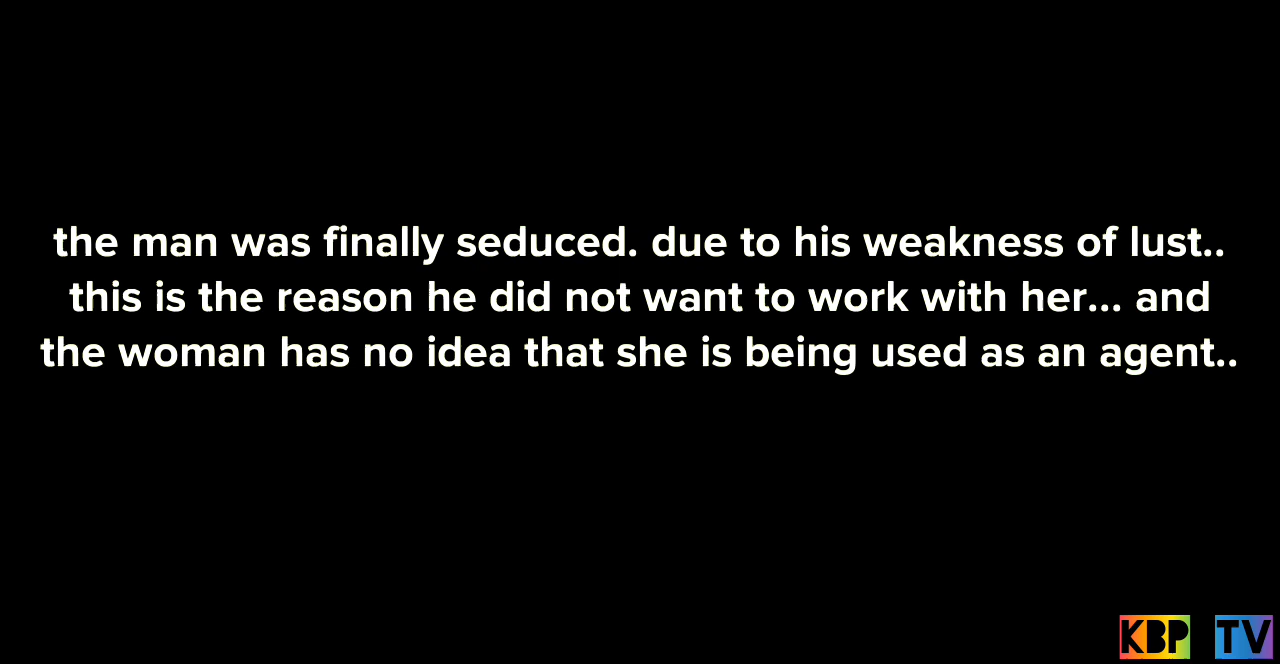 the man was finally seduced. due to his weakness of lust..
this is the reason he did not want to work with her... and
the woman has no idea that she is being used as an agent..
KBP TV